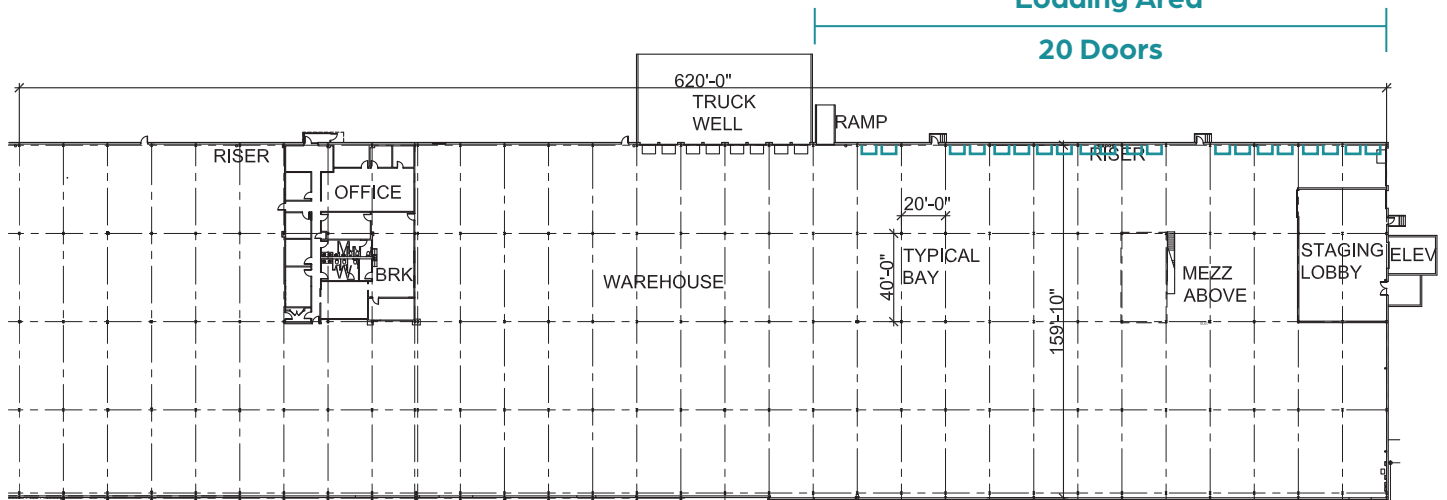 Loading Area
20 Doors
620'-0"
TRUCK
WELL
RAMP
RISER
RISER
OFFICE
20'-0"
M
W
BRK
WAREHOUSE
40'-0"
TYPICAL
BAY
159'-10"
MEZZ
ABOVE
STAGING
LOBBY
ELEV